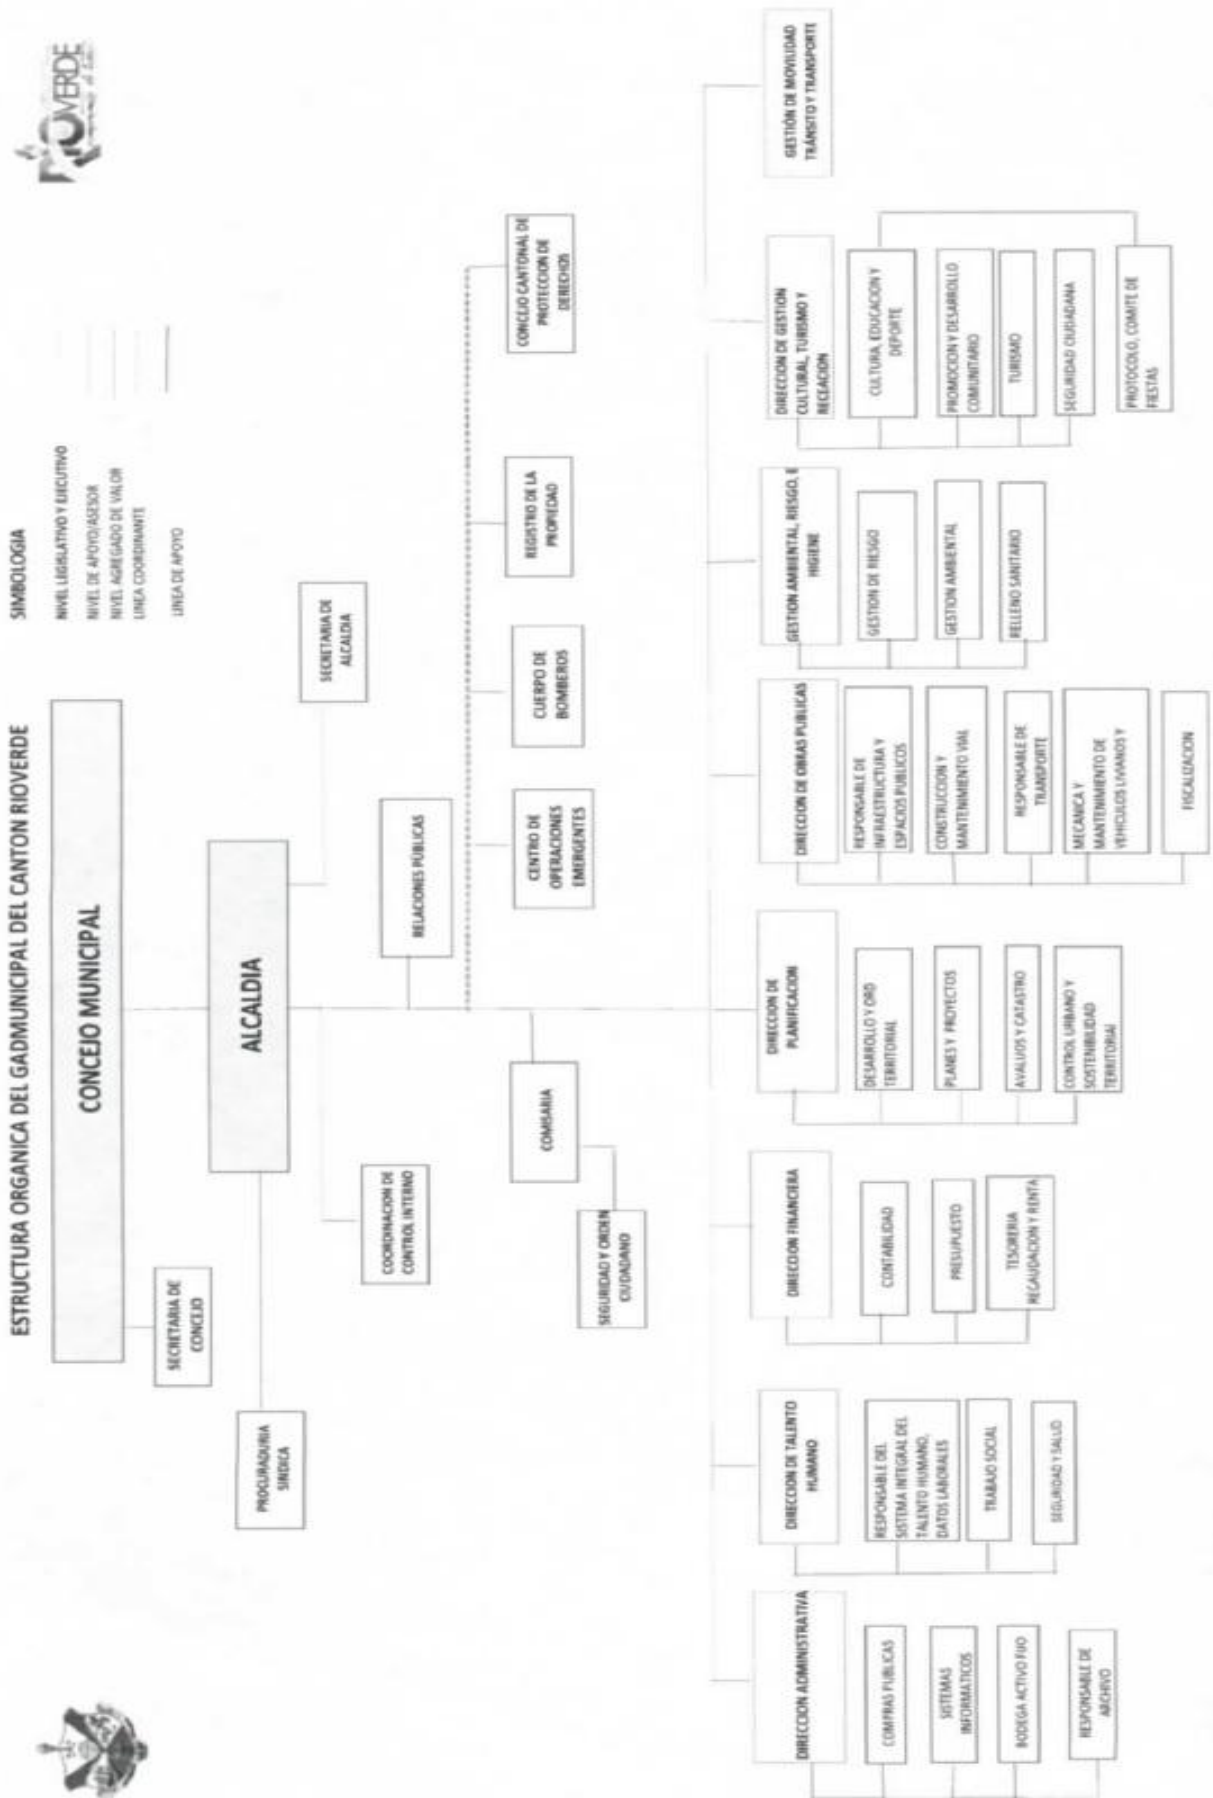 ESTRUCTURA ORGANICA DEL GADMUNICIPAL DEL CANTON RIOVERDE
RIOVERDE
SIMBOLOGIA
NIVEL LEGISLATIVO Y EJECUTIVO
NIVEL DE APOYO/ASESOR
NIVEL AGREGADO DE VALOR
LINEA COORDINANTE
LINEA DE APOYO
CONCEJO MUNICIPAL
SECRETARIA DE
CONCEJO
ALCALDIA
PROCURADURIA
SINDICA
SECRETARIA DE
ALCALDIA
COORDINACION DE
CONTROL INTERNO
RELACIONES PÚBLICAS
COMISARIA
SEGURIDAD Y ORDEN
CIUDADANO
CENTRO DE
OPERACIONES
EMERGENTES
CUERPO DE
BOMBEROS
REGISTRO DE LA
PROPIEDAD
CONCEJO CANTONAL DE
PROTECCION DE
DERECHOS
DIRECCION ADMINISTRATIVA
COMPRAS PUBLICAS
SISTEMAS
INFORMATICOS
BODEGA ACTIVO FIJO
RESPONSABLE DE
ARCHIVO
DIRECCION DE TALENTO
HUMANO
RESPONSABLE DEL
SISTEMA INTEGRAL DEL
TALENTO HUMANO,
DATOS LABORALES
TRABAJO SOCIAL
SEGURIDAD Y SALUD
DIRECCION FINANCIERA
CONTABILIDAD
PRESUPUESTO
TESORERIA
RECAUDACION Y RENTA
DIRECCION DE
PLANIFICACION
DESARROLLO Y ORD
TERRITORIAL
PLANES Y PROYECTOS
AVALUOS Y CATASTRO
CONTROL URBANO Y
SOSTENIBILIDAD
TERRITORIAL
DIRECCION DE OBRAS PUBLICAS
RESPONSABLE DE
INFRAESTRUCTURA Y
ESPACIOS PUBLICOS
CONSTRUCCION Y
MANTENIMIENTO VIAL
RESPONSABLE DE
TRANSPORTE
MECANICA Y
MANTENIMIENTO DE
VEHICULOS LIVIANOS Y
FISCALIZACION
GESTION AMBIENTAL, RIESGO, E
HIGIENE
GESTION DE RIESGO
GESTION AMBIENTAL
RELLENO SANITARIO
DIRECCION DE GESTION
CULTURAL, TURISMO Y
RECEACION
CULTURA, EDUCACION Y
DEPORTE
PROMOCION Y DESARROLLO
COMUNITARIO
TURISMO
SEGURIDAD CIUDADANA
PROTOCOLO, COMITE DE
FIESTAS
GESTIÓN DE MOVILIDAD
TRÁNSITO Y TRANSPORTE